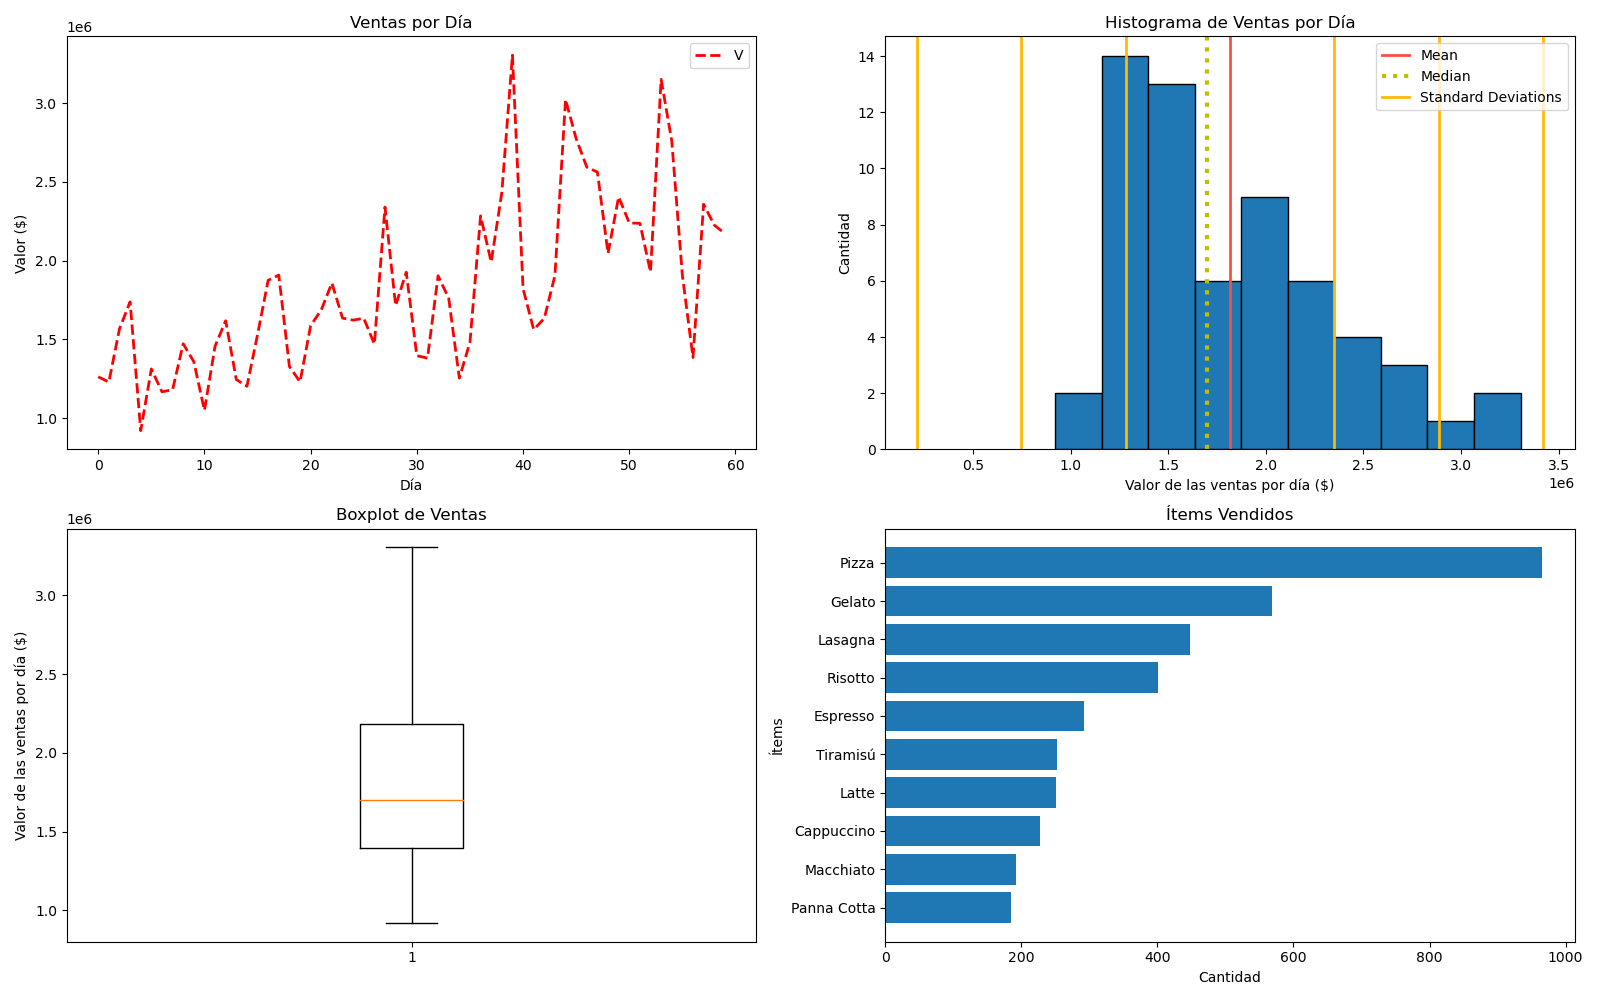 Ventas por Día
1e6
V
3.0
2.5
2.0
1.5
1.0
Valor ($)
0 10 20 30 40 50 60
Día
Histograma de Ventas por Día
Mean
Median
Standard Deviations
14
12
10
8
6
4
2
0
Cantidad
0.5 1.0 1.5 2.0 2.5 3.0 3.5
1e6
Valor de las ventas por día ($)
Boxplot de Ventas
1e6
3.0
2.5
2.0
1.5
1.0
Valor de las ventas por día ($)
1
Ítems Vendidos
Pizza
Gelato
Lasagna
Risotto
Espresso
Tiramisú
Latte
Cappuccino
Macchiato
Panna Cotta
Ítems
0 200 400 600 800 1000
Cantidad